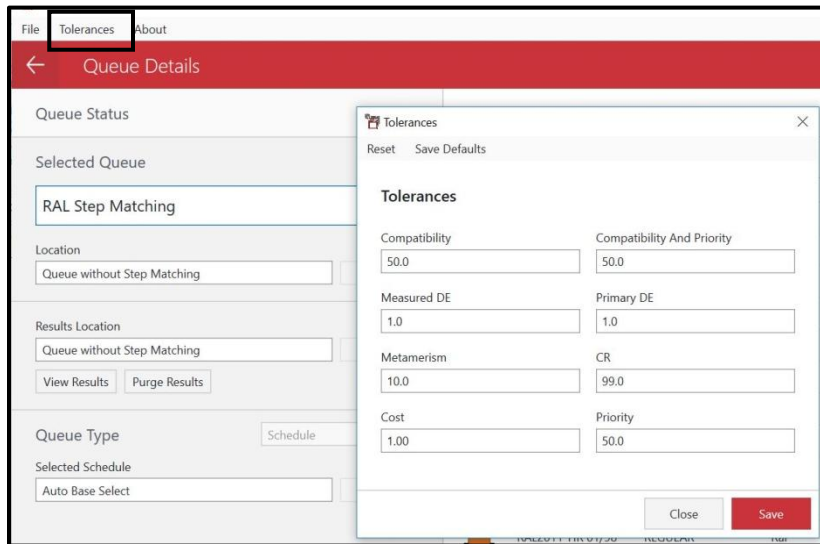 File Tolerances About
Queue Details
Queue Status
Selected Queue
RAL Step Matching
Location
Queue without Step Matching
Results Location
Queue without Step Matching
View Results Purge Results
Queue Type Schedule
Selected Schedule
Auto Base Select
Tolerances
Reset Save Defaults
Tolerances
Compatibility Compatibility And Priority
50.0 50.0
Measured DE Primary DE
1.0 1.0
Metamerism CR
10.0 99.0
Cost Priority
1.00 50.0
Close Save